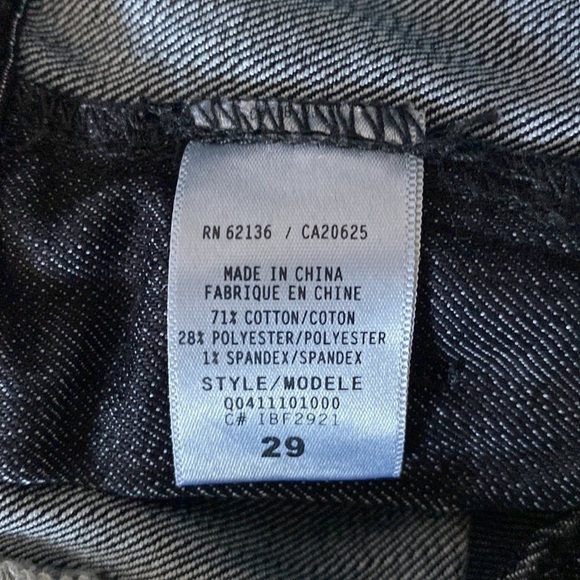 RN 62136 / CA20625
MADE IN CHINA
FABRIQUE EN CHINE
71% COTTON/COTON
28% POLYESTER/POLYESTER
1% SPANDEX/SPANDEX
STYLE/MODELE
Q0411101000
C# IBF2921
29